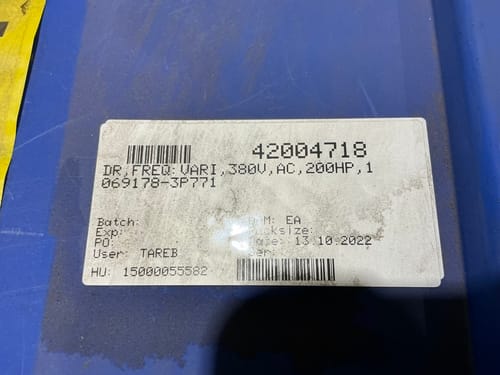 42004718
DR,FREQ:VARI,380V,AC,200HP,1
069178-3P771
Batch: M: EA
Exp:
PO: 13.10.2022
User: TAREB
HU: 15000055582